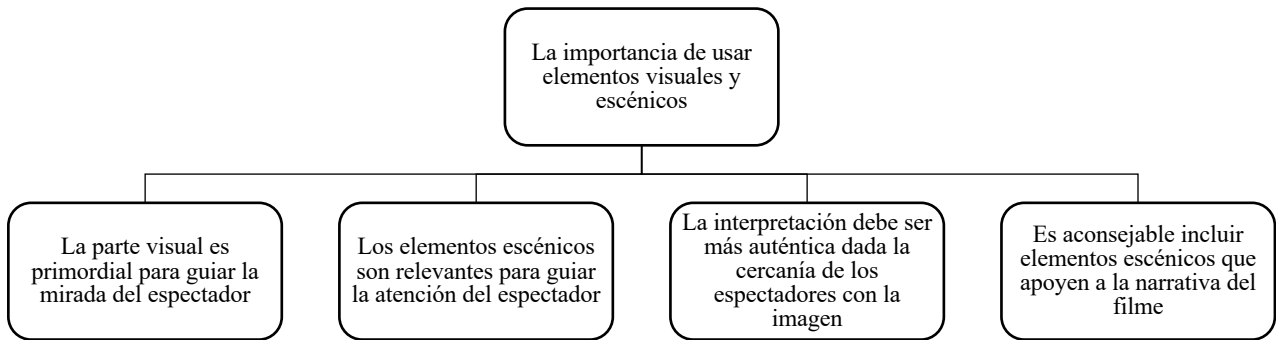 La importancia de usar
elementos visuales y
escénicos
La parte visual es
primordial para guiar la
mirada del espectador
Los elementos escénicos
son relevantes para guiar
la atención del espectador
La interpretación debe ser
más auténtica dada la
cercanía de los
espectadores con la
imagen
Es aconsejable incluir
elementos escénicos que
apoyen a la narrativa del
filme